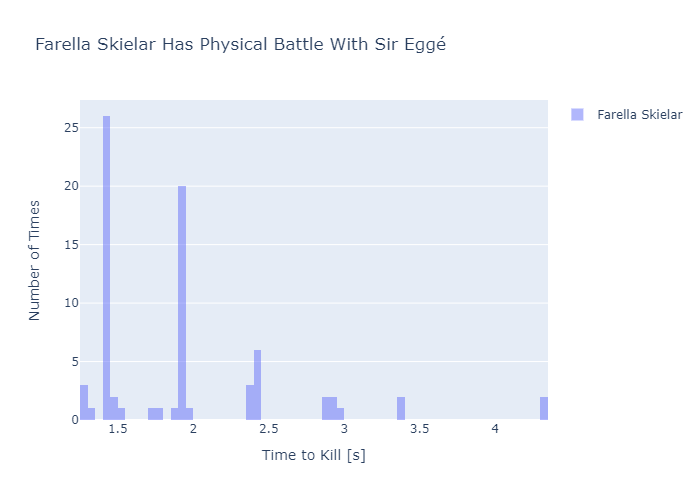 Farella Skielar Has Physical Battle With Sir Eggé
Farella Skielar
25
20
15
10
5
0
Number of Times
1.5 2 2.5 3 3.5 4
Time to Kill [s]